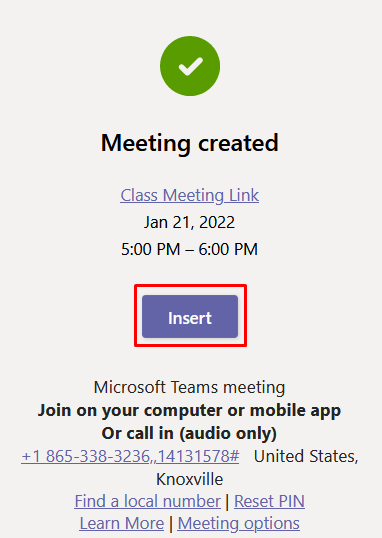 Meeting created
Class Meeting Link
Jan 21, 2022
5:00 PM – 6:00 PM
Insert
Microsoft Teams meeting
Join on your computer or mobile app
Or call in (audio only)
+1 865-338-3236,,14131578# United States,
Knoxville
Find a local number | Reset PIN
Learn More | Meeting options